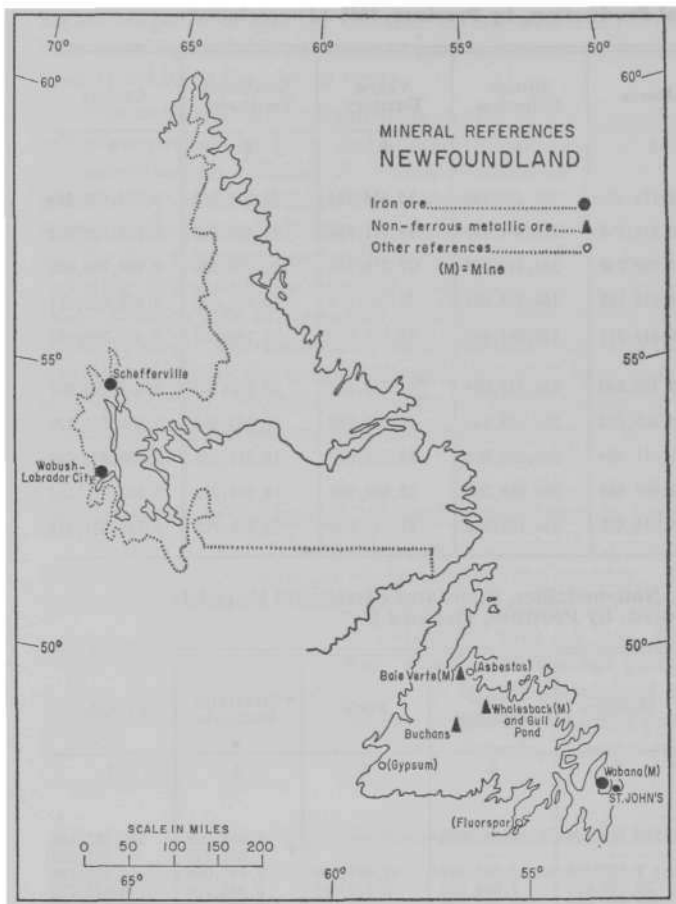 70°
65°
60°
55°
50°
60°
60°
MINERAL REFERENCES
NEWFOUNDLAND
Iron ore
Non-ferrous metallic ore
Other references
(M)=Mine
55°
55°
Schefferville
Wabush-
Labrador City
50°
50°
Baie Verte(M)
(Asbestos)
Whalesback(M)
and Gull
Pond
Buchans
(Gypsum)
Wabana(M)
ST. JOHN'S
(Fluorspar)
SCALE IN MILES
0 50 100 150 200
65°
60°
55°